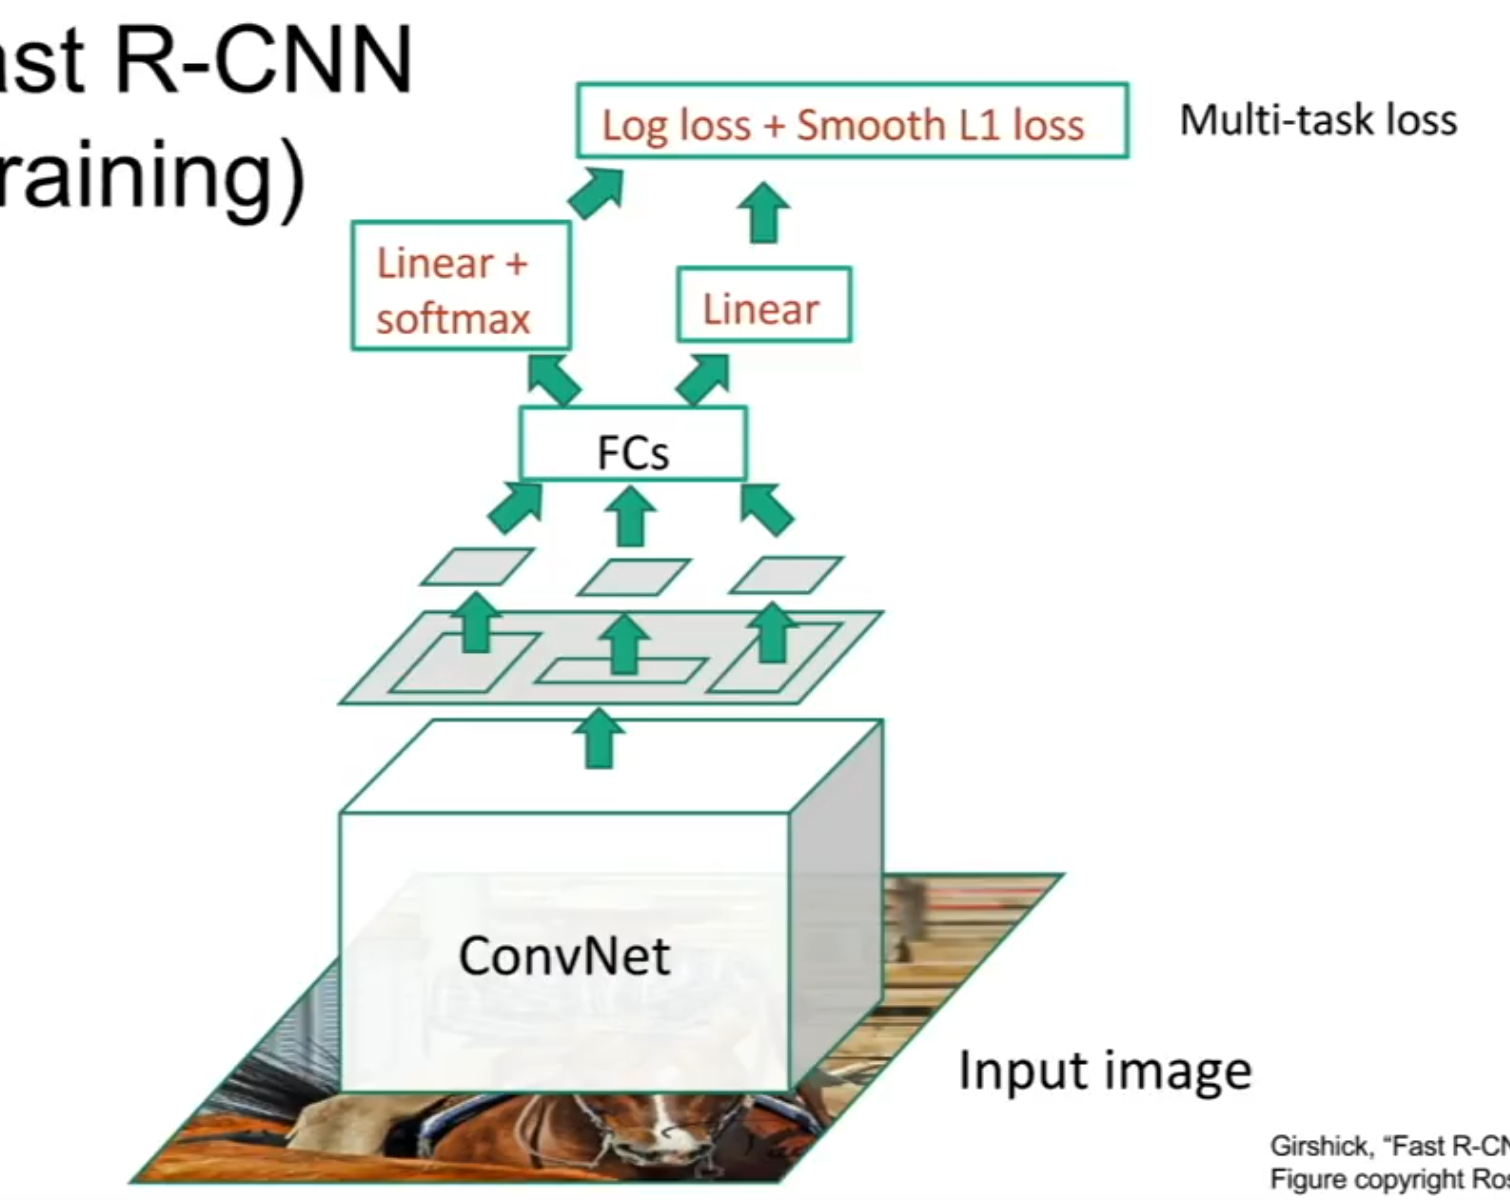 ast R-CNN
raining)
Log loss + Smooth L1 loss
Multi-task loss
Linear +
softmax
Linear
FCs
ConvNet
Input image
Girshick, “Fast R-CN
Figure copyright Ros